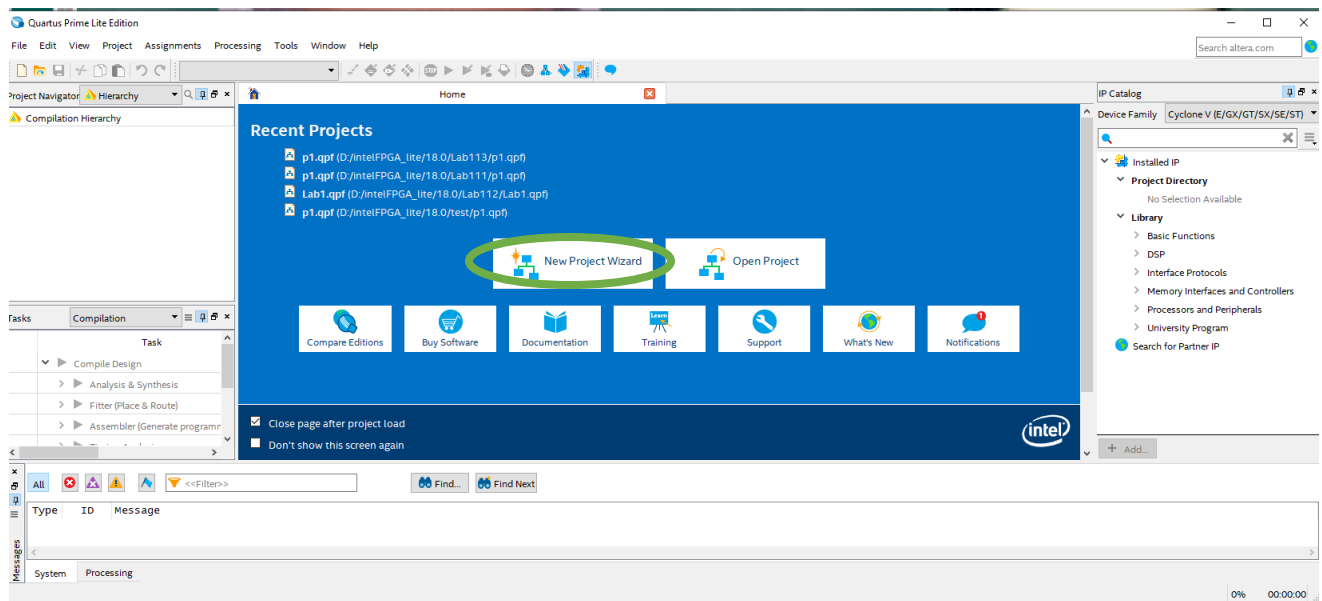 Quartus Prime Lite Edition
File Edit View Project Assignments Processing Tools Window Help
Search altera.com
Project Navigator Hierarchy
Compilation Hierarchy
Home
Recent Projects
p1.qpf (D:/intelFPGA_lite/18.0/Lab113/p1.qpf)
p1.qpf (D:/intelFPGA_lite/18.0/Lab111/p1.qpf)
Lab1.qpf (D:/intelFPGA_lite/18.0/Lab112/Lab1.qpf)
p1.qpf (D:/intelFPGA_lite/18.0/test/p1.qpf)
New Project Wizard Open Project
Compare Editions Buy Software Documentation Learn Training Support What's New 1 Notifications
Close page after project load
Don't show this screen again
intel
IP Catalog
Device Family Cyclone V (E/GX/GT/SX/SE/ST)
Installed IP
Project Directory
No Selection Available
Library
Basic Functions
DSP
Interface Protocols
Memory Interfaces and Controllers
Processors and Peripherals
University Program
Search for Partner IP
+ Add...
Tasks Compilation
Task
Compile Design
Analysis & Synthesis
Fitter (Place & Route)
Assembler (Generate programm
All <<Filter>> Find... Find Next
Type ID Message
Messages
System Processing
0% 00:00:00